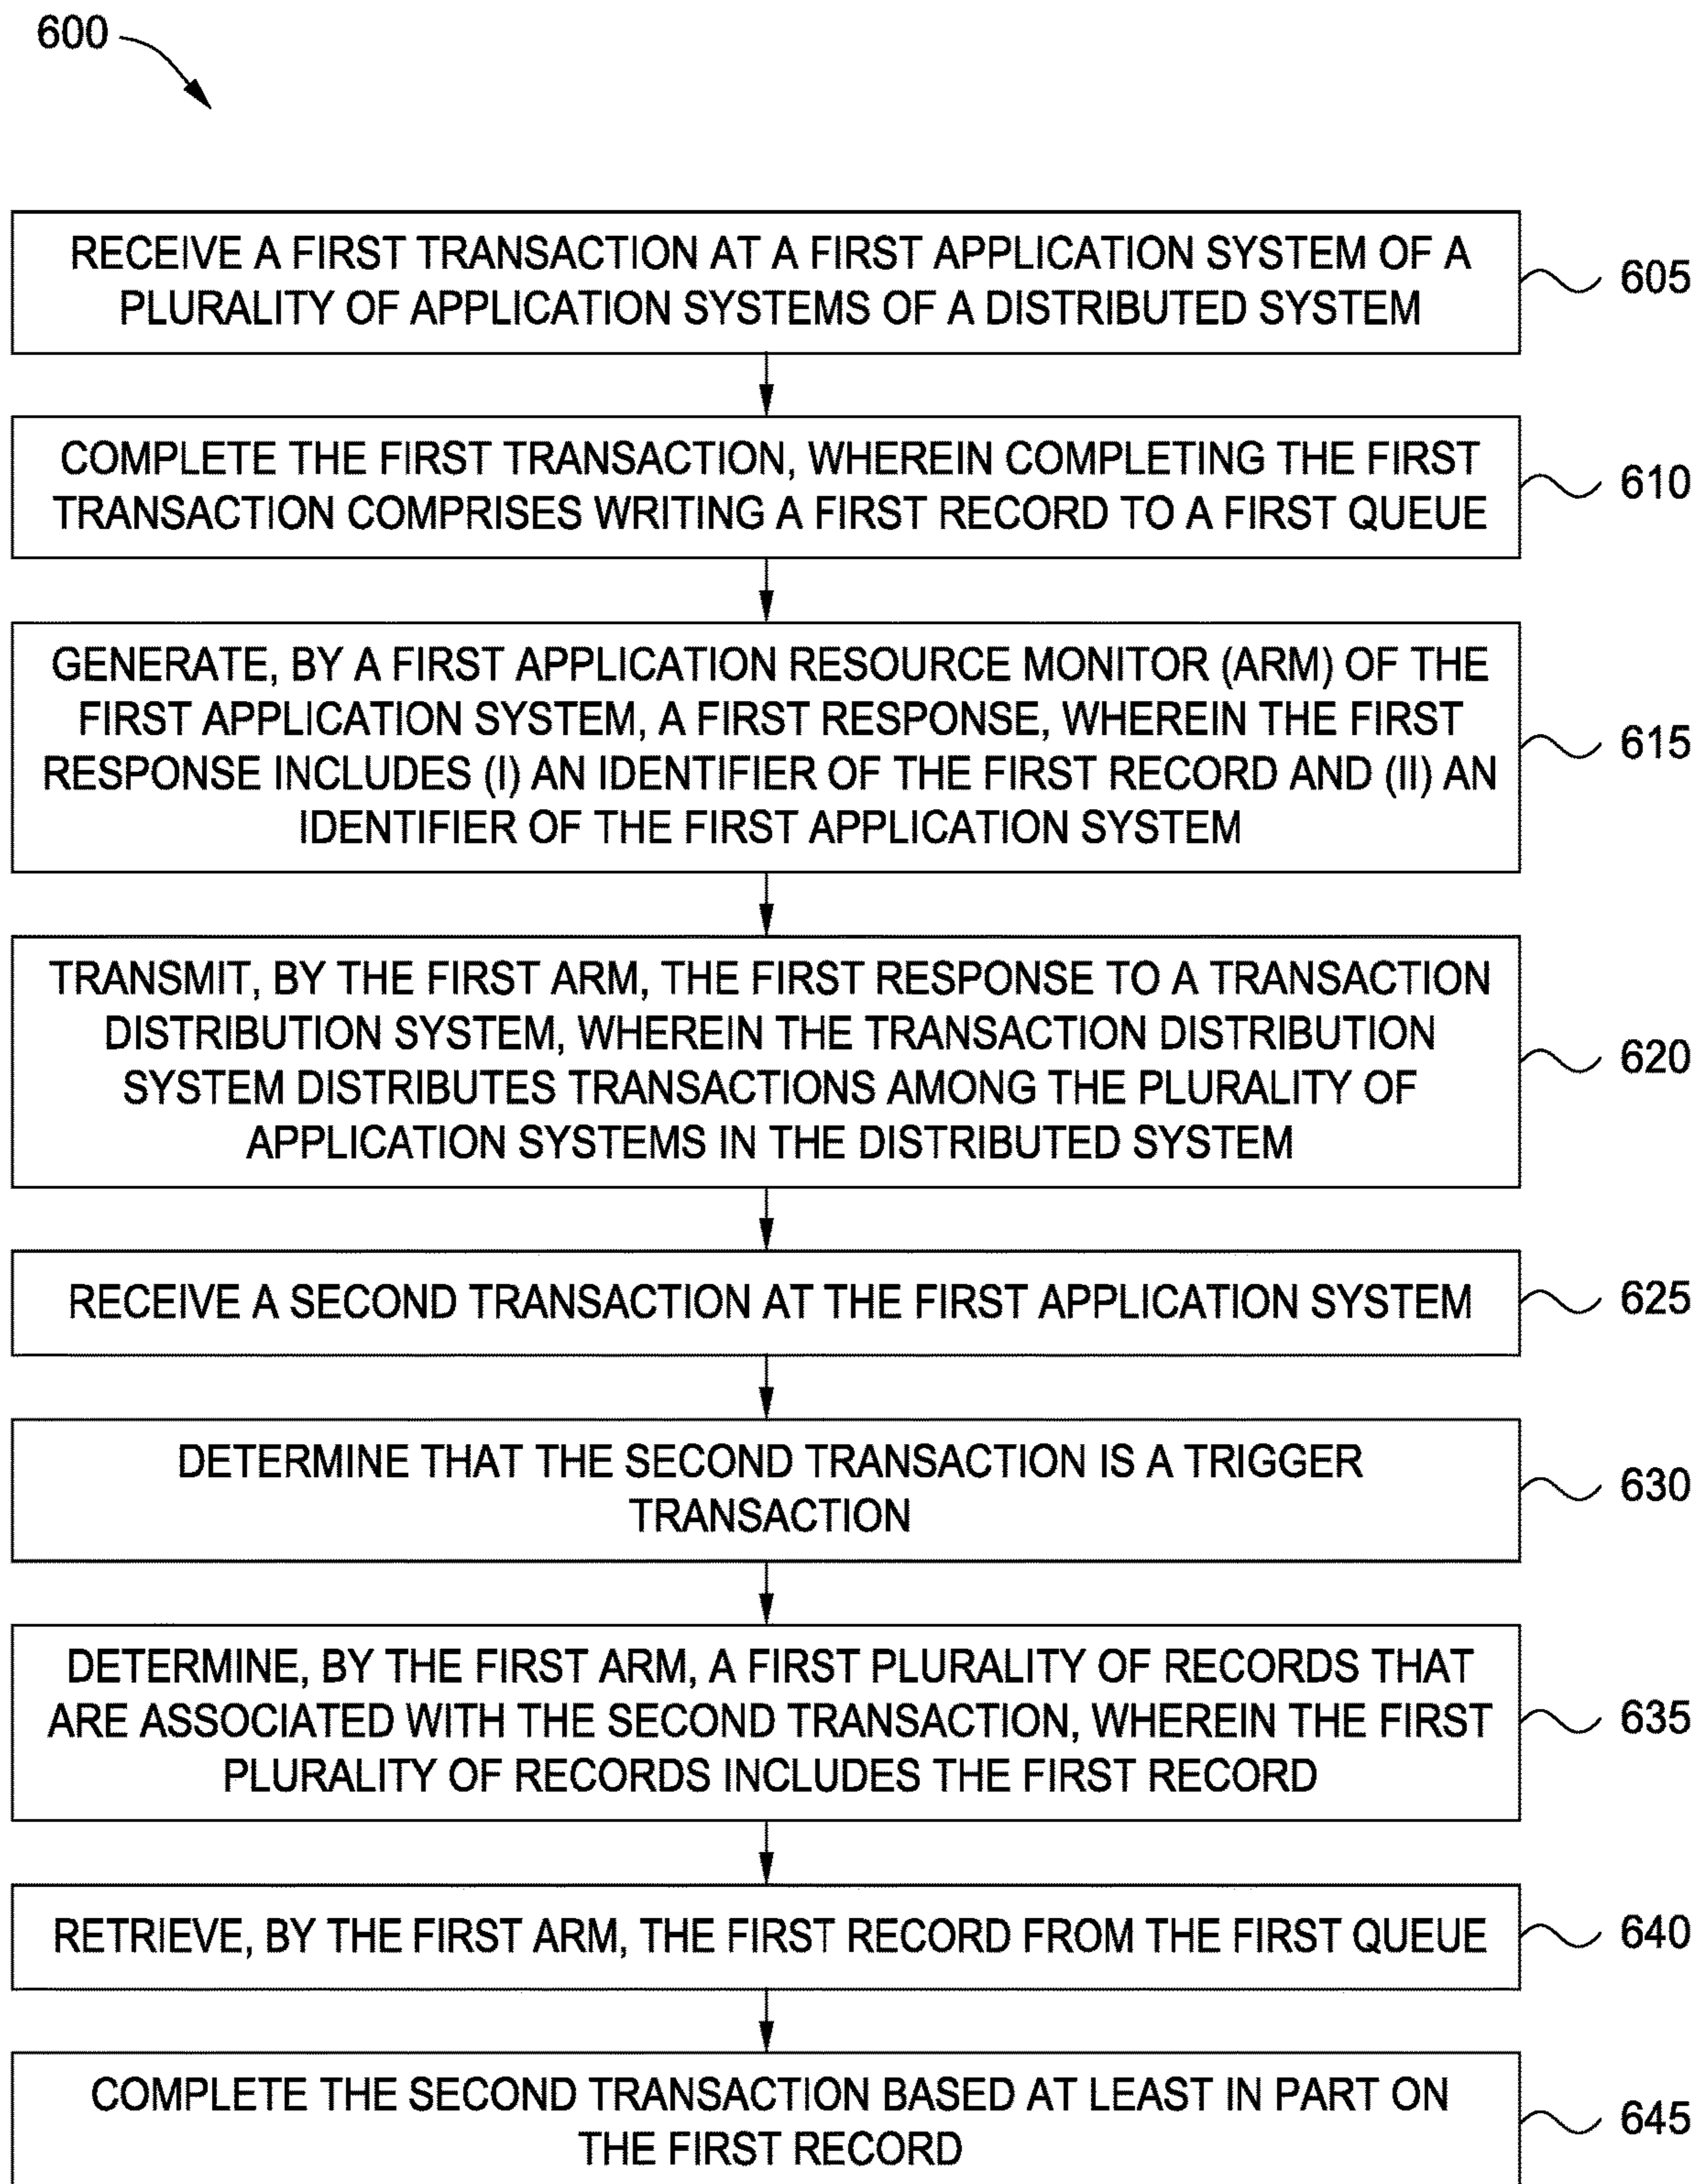 600
RECEIVE A FIRST TRANSACTION AT A FIRST APPLICATION SYSTEM OF A
PLURALITY OF APPLICATION SYSTEMS OF A DISTRIBUTED SYSTEM
605
COMPLETE THE FIRST TRANSACTION, WHEREIN COMPLETING THE FIRST
TRANSACTION COMPRISES WRITING A FIRST RECORD TO A FIRST QUEUE
610
GENERATE, BY A FIRST APPLICATION RESOURCE MONITOR (ARM) OF THE
FIRST APPLICATION SYSTEM, A FIRST RESPONSE, WHEREIN THE FIRST
RESPONSE INCLUDES (I) AN IDENTIFIER OF THE FIRST RECORD AND (II) AN
IDENTIFIER OF THE FIRST APPLICATION SYSTEM
615
TRANSMIT, BY THE FIRST ARM, THE FIRST RESPONSE TO A TRANSACTION
DISTRIBUTION SYSTEM, WHEREIN THE TRANSACTION DISTRIBUTION
SYSTEM DISTRIBUTES TRANSACTIONS AMONG THE PLURALITY OF
APPLICATION SYSTEMS IN THE DISTRIBUTED SYSTEM
620
RECEIVE A SECOND TRANSACTION AT THE FIRST APPLICATION SYSTEM
625
DETERMINE THAT THE SECOND TRANSACTION IS A TRIGGER
TRANSACTION
630
DETERMINE, BY THE FIRST ARM, A FIRST PLURALITY OF RECORDS THAT
ARE ASSOCIATED WITH THE SECOND TRANSACTION, WHEREIN THE FIRST
PLURALITY OF RECORDS INCLUDES THE FIRST RECORD
635
RETRIEVE, BY THE FIRST ARM, THE FIRST RECORD FROM THE FIRST QUEUE
640
COMPLETE THE SECOND TRANSACTION BASED AT LEAST IN PART ON
THE FIRST RECORD
645